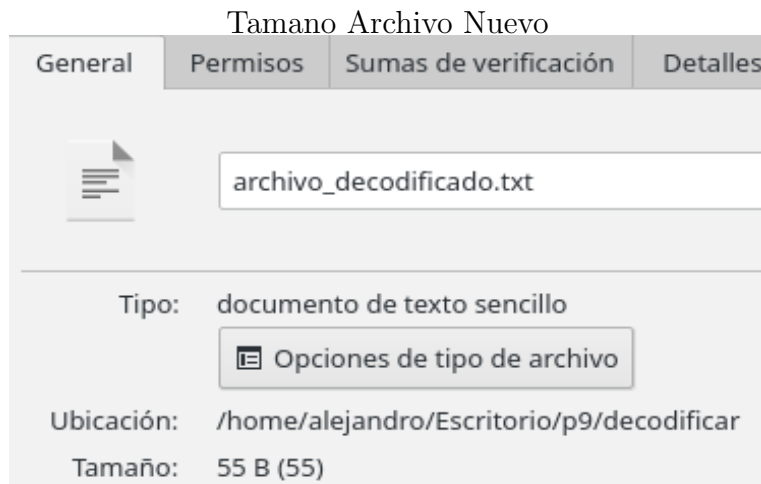 Tamano Archivo Nuevo
General Permisos Sumas de verificación Detalles
archivo_decodificado.txt
Tipo: documento de texto sencillo
Opciones de tipo de archivo
Ubicación: /home/alejandro/Escritorio/p9/decodificar
Tamaño: 55 B (55)